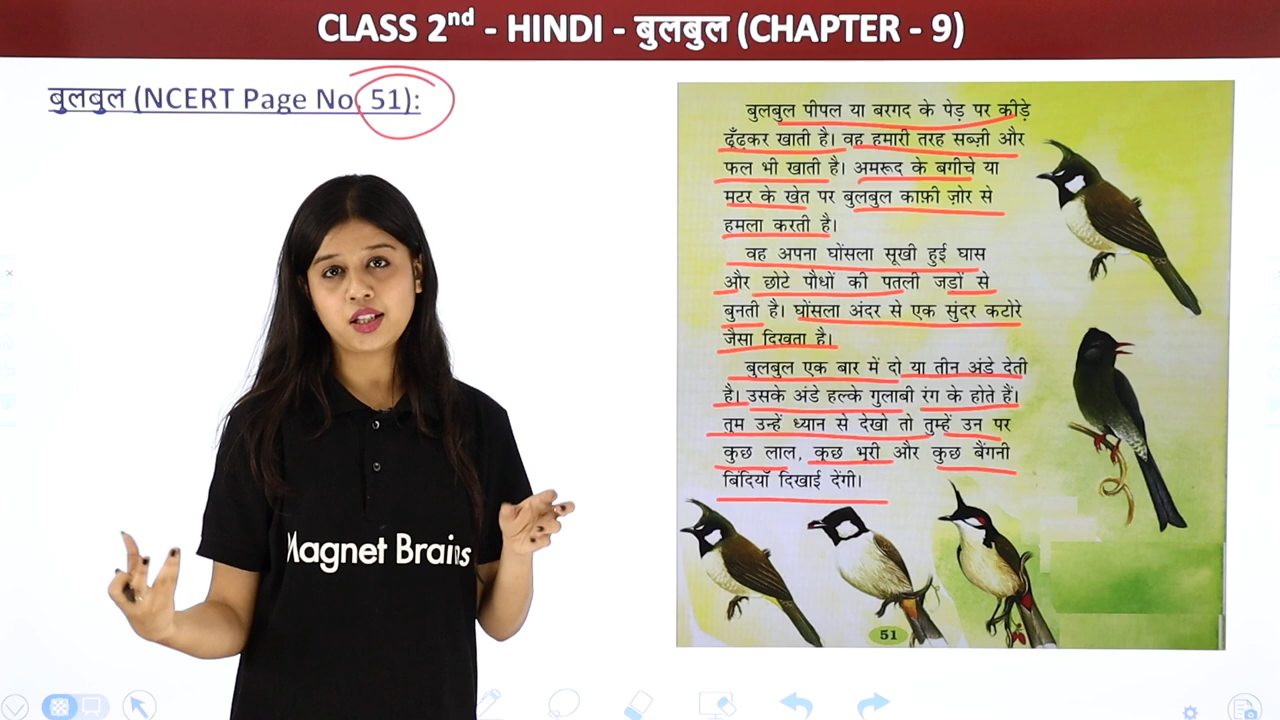 CLASS 2nd - HINDI - बुलबुल (CHAPTER - 9)
बुलबुल (NCERT Page No. 51):
बुलबुल पीपल या बरगद के पेड़ पर कीड़े
ढूँढ़कर खाती है। वह हमारी तरह सब्ज़ी और
फल भी खाती है। अमरूद के बगीचे या
मटर के खेत पर बुलबुल काफ़ी ज़ोर से
हमला करती है।
वह अपना घोंसला सूखी हुई घास
और छोटे पौधों की पतली जड़ों से
बुनती है। घोंसला अंदर से एक सुंदर कटोरे
जैसा दिखता है।
बुलबुल एक बार में दो या तीन अंडे देती
है। उसके अंडे हल्के गुलाबी रंग के होते हैं।
तुम उन्हें ध्यान से देखो तो तुम्हें उन पर
कुछ लाल, कुछ भूरी और कुछ बैंगनी
बिंदियाँ दिखाई देंगी।
51
Magnet Brains